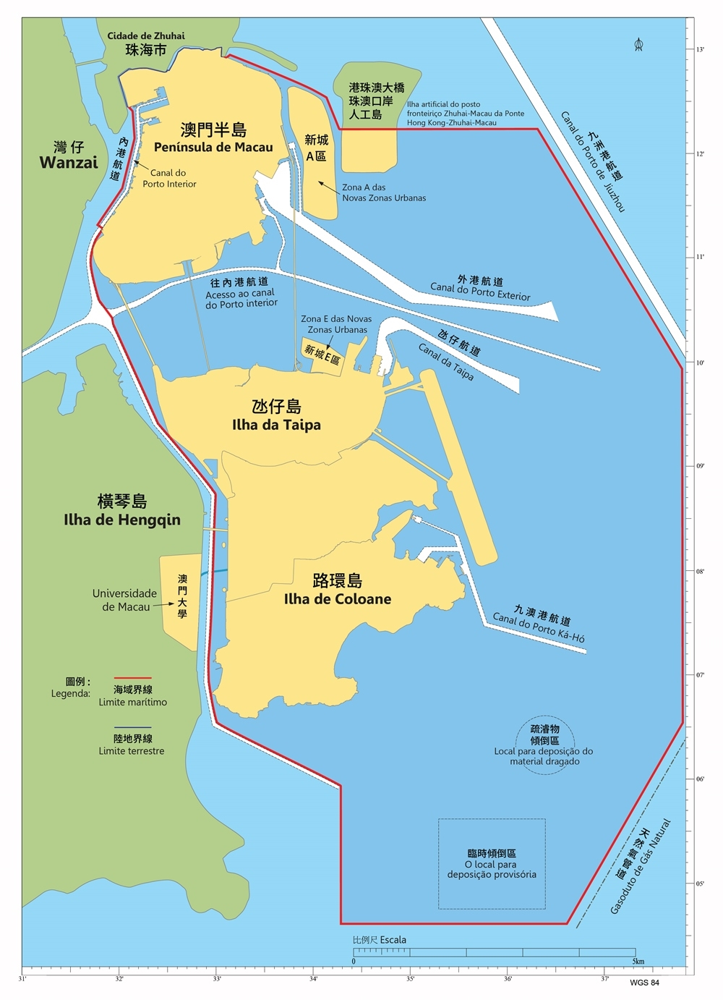 Cidade de Zhuhai
珠海市
港珠澳大橋
珠澳口岸
人工島
Ilha artificial do posto
fronteiriço Zhuhai-Macau da Ponte
Hong Kong-Zhuhai-Macau
九洲港航道
Canal do Porto de Jiuzhou
灣仔
Wanzai
內港航道
Canal do
Porto Interior
澳門半島
Península de Macau
新城
A區
Zona A das
Novas Zonas Urbanas
往內港航道
Acesso ao canal
do Porto interior
外港航道
Canal do Porto Exterior
Zona E das Novas
Zonas Urbanas
新城E區
氹仔航道
Canal da Taipa
氹仔島
Ilha da Taipa
橫琴島
Ilha de Hengqin
澳門大學
Universidade
de Macau
路環島
Ilha de Coloane
九澳港航道
Canal do Porto Ká-Hó
圖例 :
Legenda:
海域界線
Limite marítimo
陸地界線
Limite terrestre
疏濬物
傾倒區
Local para deposição do
material dragado
臨時傾倒區
O local para
deposição provisória
天然氣管道
Gasoduto de Gás Natural
比例尺 Escala
0
5km
13'
12'
11'
10'
09'
08'
07'
06'
05'
31'
32'
33'
34'
35'
36'
37'
WGS 84